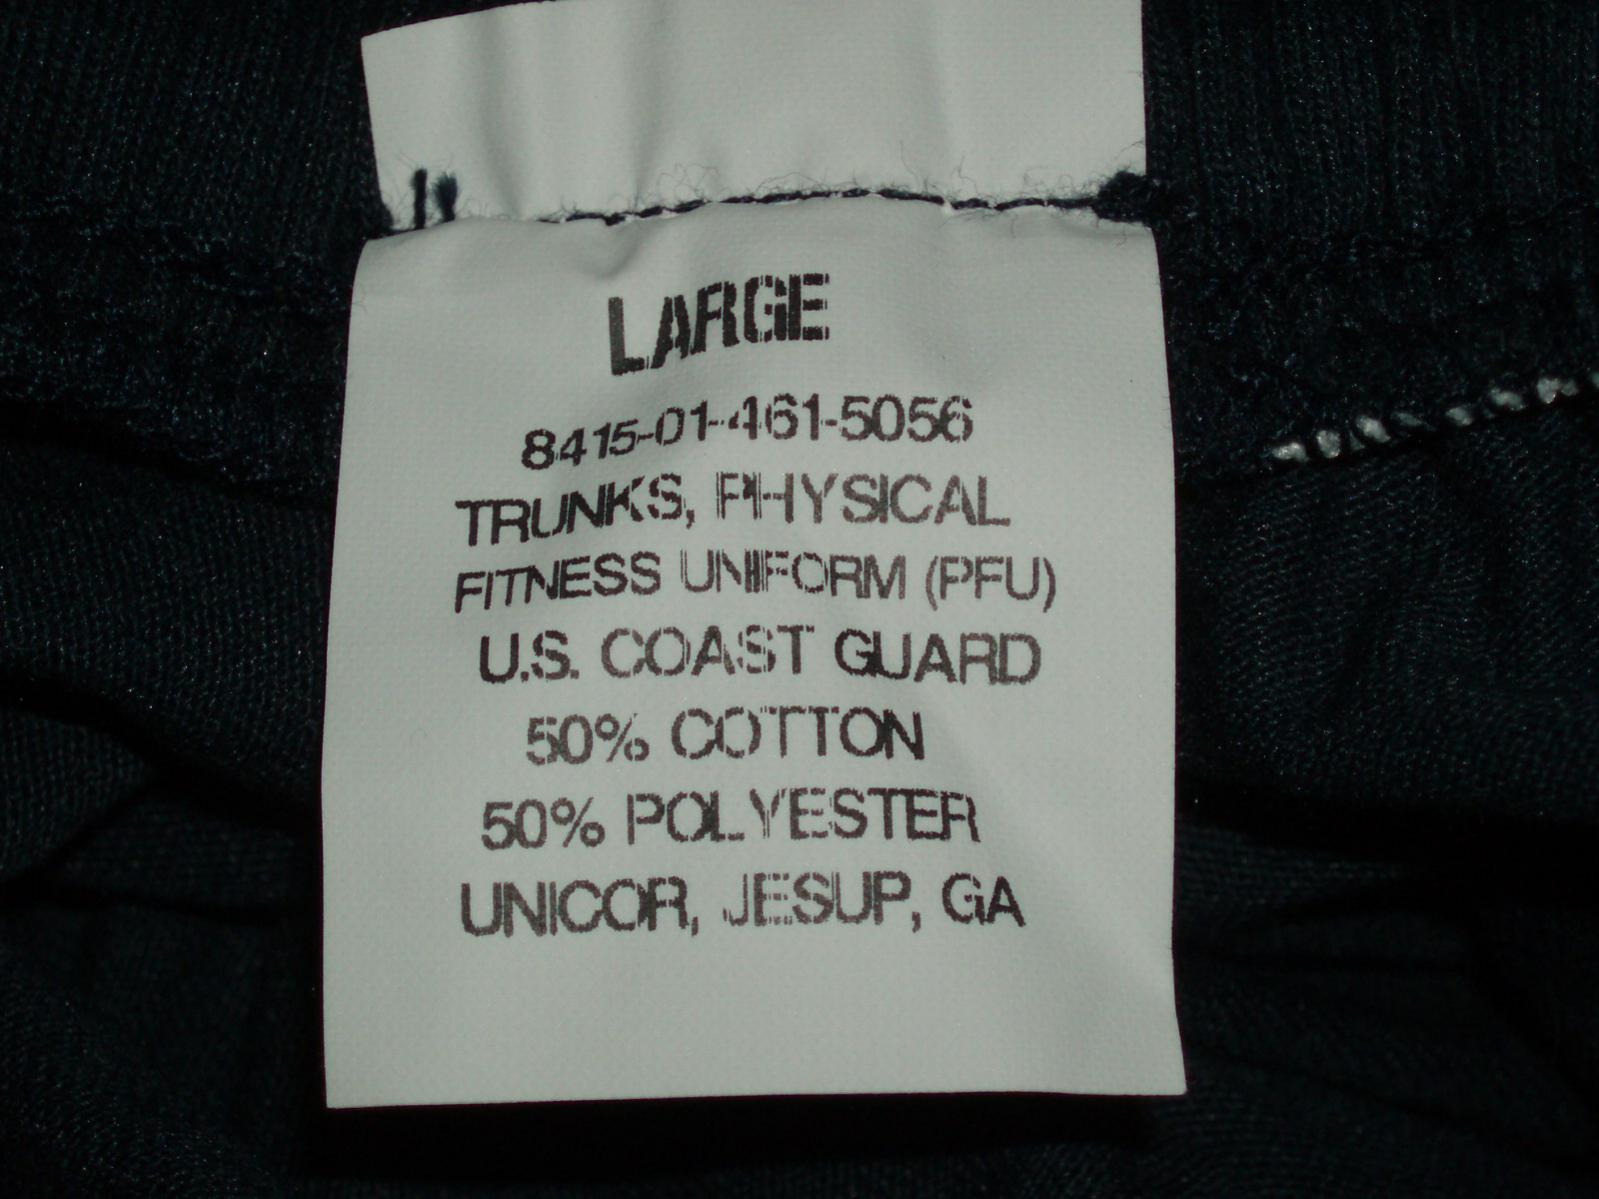 LARGE
8415-01-461-5056
TRUNKS, PHYSICAL
FITNESS UNIFORM (PFU)
U.S. COAST GUARD
50% COTTON
50% POLYESTER
UNICOR, JESUP, GA